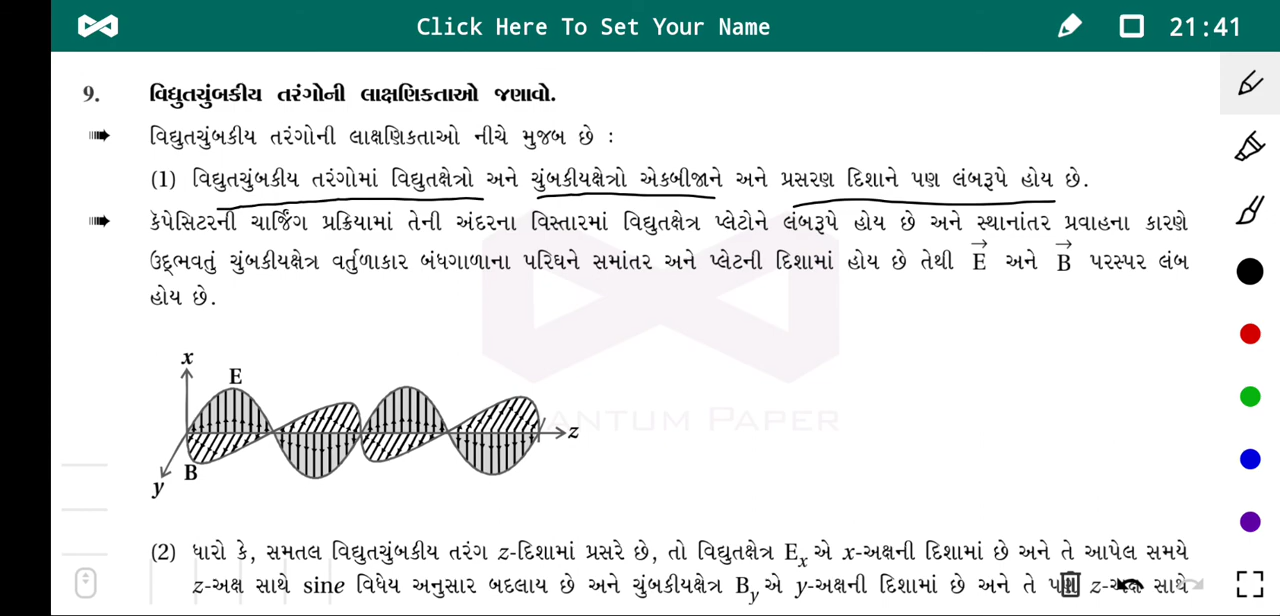 Click Here To Set Your Name
21:41
9. વિદ્યુતચુંબકીય તરંગોની લાક્ષણિકતાઓ જણાવો.
વિદ્યુતચુંબકીય તરંગોની લાક્ષણિકતાઓ નીચે મુજબ છે :
(1) વિદ્યુતચુંબકીય તરંગોમાં વિદ્યુતક્ષેત્રો અને ચુંબકીયક્ષેત્રો એકબીજાને અને પ્રસરણ દિશાને પણ લંબરૂપે હોય છે.
કૅપેસિટરની ચાર્જિંગ પ્રક્રિયામાં તેની અંદરના વિસ્તારમાં વિદ્યુતક્ષેત્ર પ્લેટોને લંબરૂપે હોય છે અને સ્થાનાંતર પ્રવાહના કારણે
ઉદ્ભવતું ચુંબકીયક્ષેત્ર વર્તુળાકાર બંધગાળાના પરિઘને સમાંતર અને પ્લેટની દિશામાં હોય છે તેથી E⃗ અને B⃗ પરસ્પર લંબ
હોય છે.
x
E
z
B
y
QUANTUM PAPER
(2) ધારો કે, સમતલ વિદ્યુતચુંબકીય તરંગ z-દિશામાં પ્રસરે છે, તો વિદ્યુતક્ષેત્ર Eₓ એ x-અક્ષની દિશામાં છે અને તે આપેલ સમયે
z-અક્ષ સાથે sine વિધેય અનુસાર બદલાય છે અને ચુંબકીયક્ષેત્ર By એ y-અક્ષની દિશામાં છે અને તે પણ z-અક્ષ સાથે